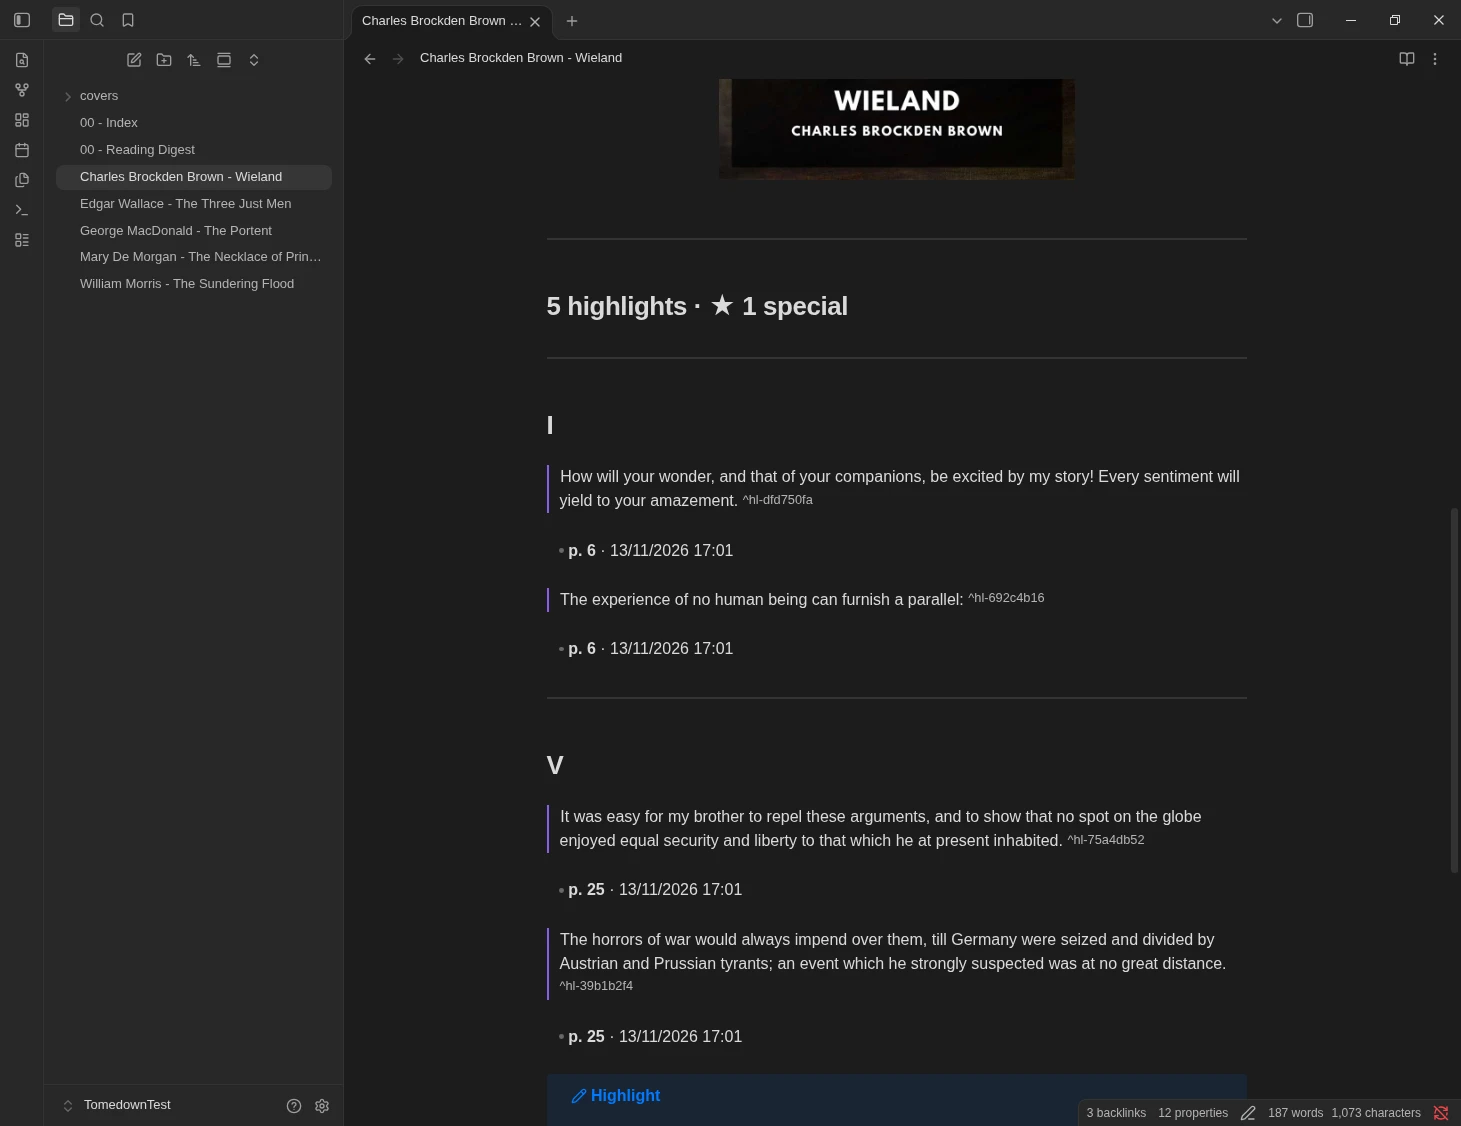 Charles Brockden Brown …
Charles Brockden Brown - Wieland
covers
00 - Index
00 - Reading Digest
Charles Brockden Brown - Wieland
Edgar Wallace - The Three Just Men
George MacDonald - The Portent
Mary De Morgan - The Necklace of Prin…
William Morris - The Sundering Flood
WIELAND
CHARLES BROCKDEN BROWN
5 highlights · ★ 1 special
I
How will your wonder, and that of your companions, be excited by my story! Every sentiment will
yield to your amazement. ^hl-dfd750fa
• p. 6 · 13/11/2026 17:01
The experience of no human being can furnish a parallel: ^hl-692c4b16
• p. 6 · 13/11/2026 17:01
V
It was easy for my brother to repel these arguments, and to show that no spot on the globe
enjoyed equal security and liberty to that which he at present inhabited. ^hl-75a4db52
• p. 25 · 13/11/2026 17:01
The horrors of war would always impend over them, till Germany were seized and divided by
Austrian and Prussian tyrants; an event which he strongly suspected was at no great distance.
^hl-39b1b2f4
• p. 25 · 13/11/2026 17:01
Highlight
TomedownTest
3 backlinks 12 properties 187 words 1,073 characters